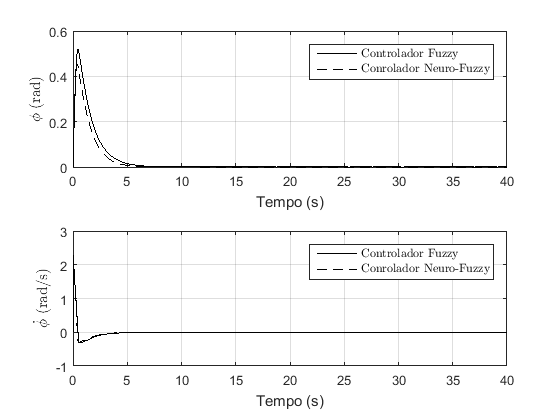 0.6
0.4
0.2
0
ϕ (rad)
Controlador Fuzzy
Conrolador Neuro-Fuzzy
0 5 10 15 20 25 30 35 40
Tempo (s)
3
2
1
0
-1
ϕ̇ (rad/s)
Controlador Fuzzy
Conrolador Neuro-Fuzzy
0 5 10 15 20 25 30 35 40
Tempo (s)